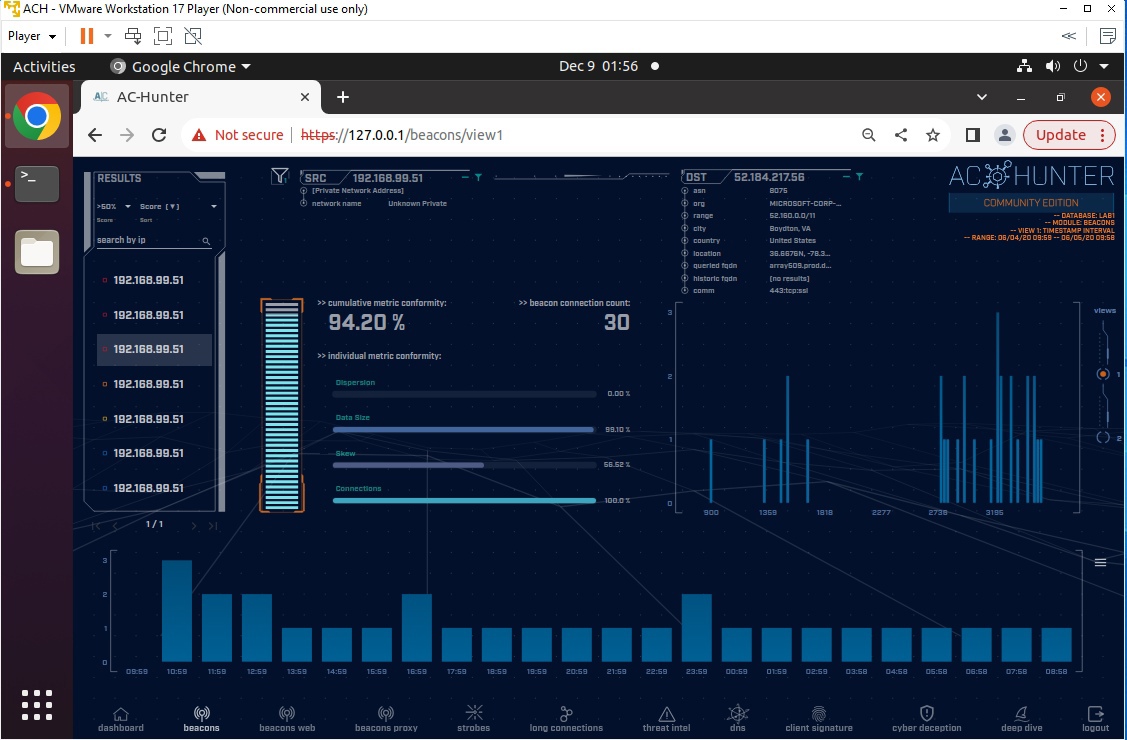 ACH - VMware Workstation 17 Player (Non-commercial use only)
Player
Activities
Google Chrome
Dec 9 01:56
AC-Hunter
Not secure
https://127.0.0.1/beacons/view1
Update
RESULTS
>50%
Score [▼]
Score
Sort
search by ip
192.168.99.51
192.168.99.51
192.168.99.51
192.168.99.51
192.168.99.51
192.168.99.51
192.168.99.51
1 / 1
SRC 192.168.99.51
[Private Network Address]
network name Unknown Private
DST 52.184.217.56
asn 8075
org MICROSOFT-CORP-...
range 52.160.0.0/11
city Boydton, VA
country United States
location 36.6676N, -78.3...
queried fqdn array509.prod.d...
historic fqdn [no results]
comm 443:tcp:ssl
AC HUNTER
COMMUNITY EDITION
-- DATABASE: LAB1
-- MODULE: BEACONS
-- VIEW 1: TIMESTAMP INTERVAL
-- RANGE: 06/04/20 09:59 -- 06/05/20 09:58
>> cumulative metric conformity:
94.20 %
>> beacon connection count:
30
>> individual metric conformity:
Dispersion
0.00 %
Data Size
99.10 %
Skew
56.52 %
Connections
100.0 %
3
2
1
0
900 1359 1818 2277 2736 3195
views
1
2
3
2
1
0
09:59 10:59 11:59 12:59 13:59 14:59 15:59 16:59 17:59 18:59 19:59 20:59 21:59 22:59 23:59 00:59 01:59 02:59 03:58 04:58 05:58 06:58 07:58 08:58
dashboard
beacons
beacons web
beacons proxy
strobes
long connections
threat intel
dns
client signature
cyber deception
deep dive
logout